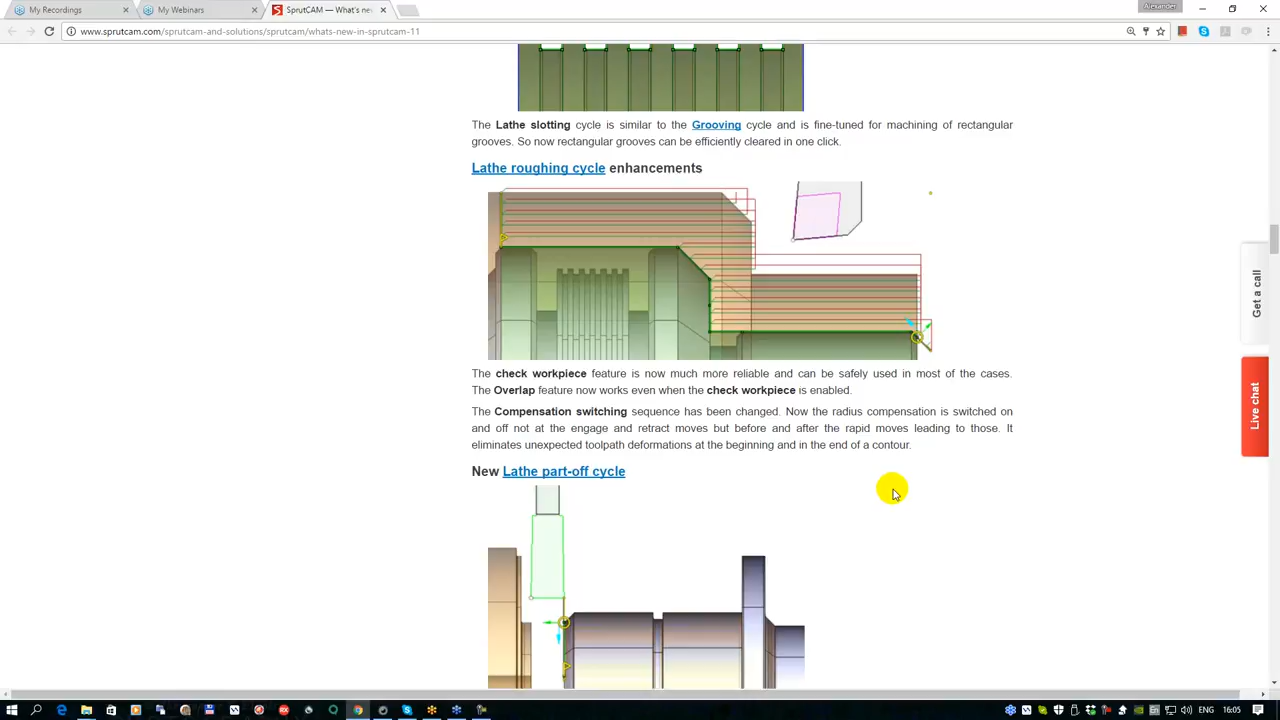 My Recordings
My Webinars
SprutCAM — What's ne
Alexander
www.sprutcam.com/sprutcam-and-solutions/sprutcam/whats-new-in-sprutcam-11
The Lathe slotting cycle is similar to the Grooving cycle and is fine-tuned for machining of rectangular
grooves. So now rectangular grooves can be efficiently cleared in one click.
Lathe roughing cycle enhancements
The check workpiece feature is now much more reliable and can be safely used in most of the cases.
The Overlap feature now works even when the check workpiece is enabled.
The Compensation switching sequence has been changed. Now the radius compensation is switched on
and off not at the engage and retract moves but before and after the rapid moves leading to those. It
eliminates unexpected toolpath deformations at the beginning and in the end of a contour.
New Lathe part-off cycle
Get a call
Live chat
ENG
16:05